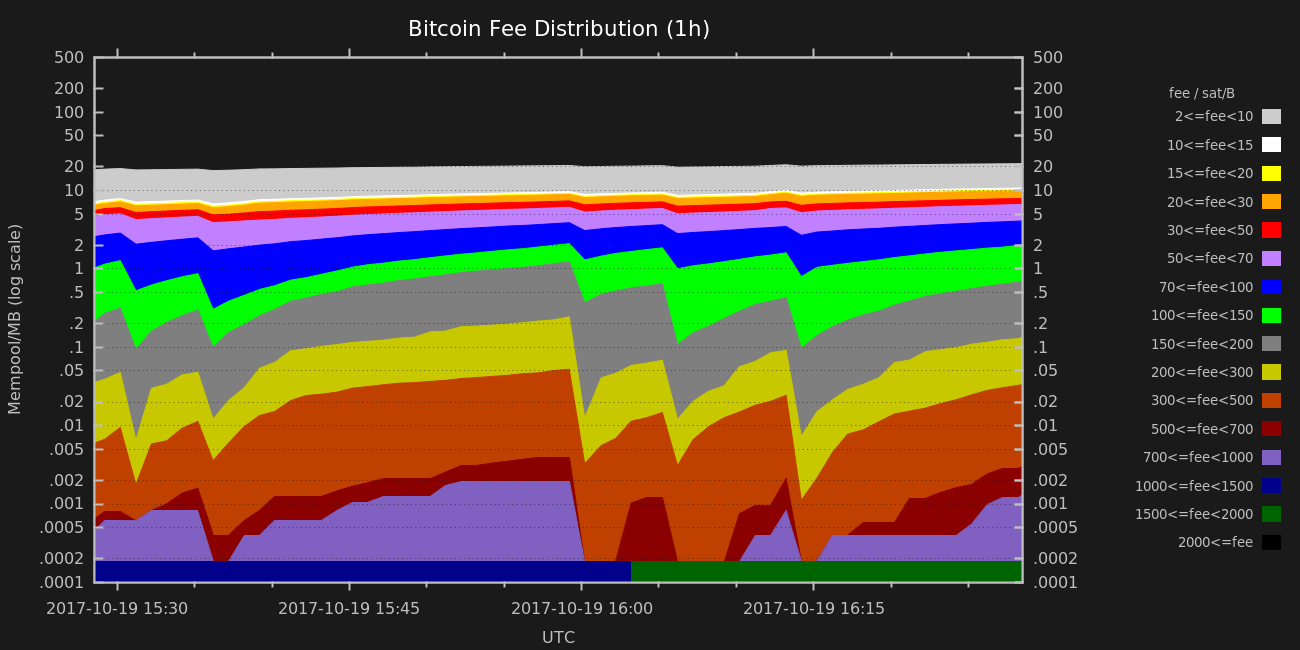 Bitcoin Fee Distribution (1h)
500
200
100
50
20
10
5
2
1
.5
.2
.1
.05
.02
.01
.005
.002
.001
.0005
.0002
.0001
Mempool/MB (log scale)
500
200
100
50
20
10
5
2
1
.5
.2
.1
.05
.02
.01
.005
.002
.001
.0005
.0002
.0001
2017-10-19 15:30
2017-10-19 15:45
2017-10-19 16:00
2017-10-19 16:15
UTC
fee / sat/B
2<=fee<10
10<=fee<15
15<=fee<20
20<=fee<30
30<=fee<50
50<=fee<70
70<=fee<100
100<=fee<150
150<=fee<200
200<=fee<300
300<=fee<500
500<=fee<700
700<=fee<1000
1000<=fee<1500
1500<=fee<2000
2000<=fee